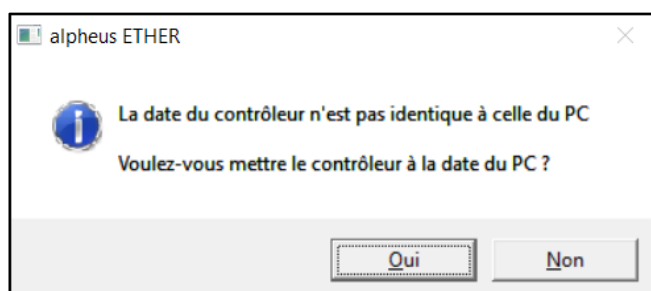 alpheus ETHER
La date du contrôleur n'est pas identique à celle du PC
Voulez-vous mettre le contrôleur à la date du PC ?
Oui
Non